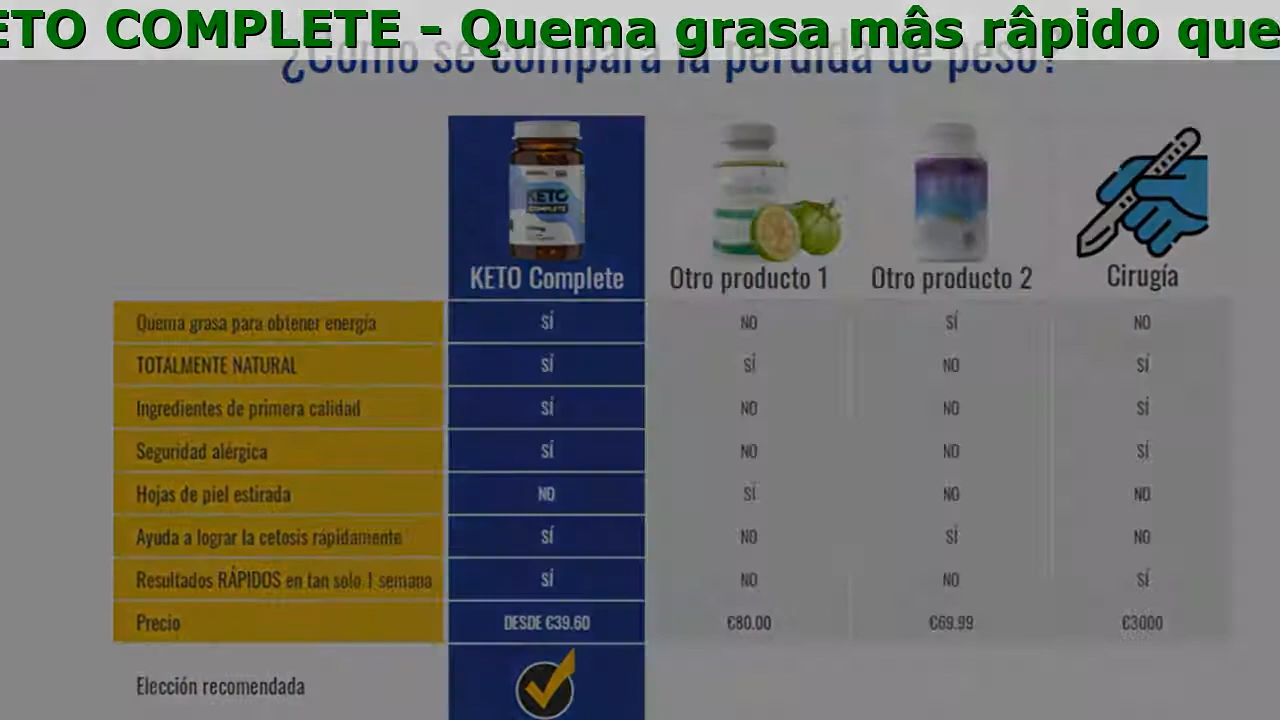 ETO COMPLETE - Quema grasa mâs râpido que
¿Cómo se compara la pérdida de peso?
KETO
COMPLETE
KETO Complete Otro producto 1 Otro producto 2 Cirugía
Quema grasa para obtener energía SÍ NO SÍ NO
TOTALMENTE NATURAL SÍ SÍ NO SÍ
Ingredientes de primera calidad SÍ NO NO SÍ
Seguridad alérgica SÍ NO NO SÍ
Hojas de piel estirada NO SÍ NO NO
Ayuda a lograr la cetosis rápidamente SÍ NO SÍ NO
Resultados RÁPIDOS en tan solo 1 semana SÍ NO NO SÍ
Precio DESDE €39.60 €80.00 €69.99 €3000
Elección recomendada